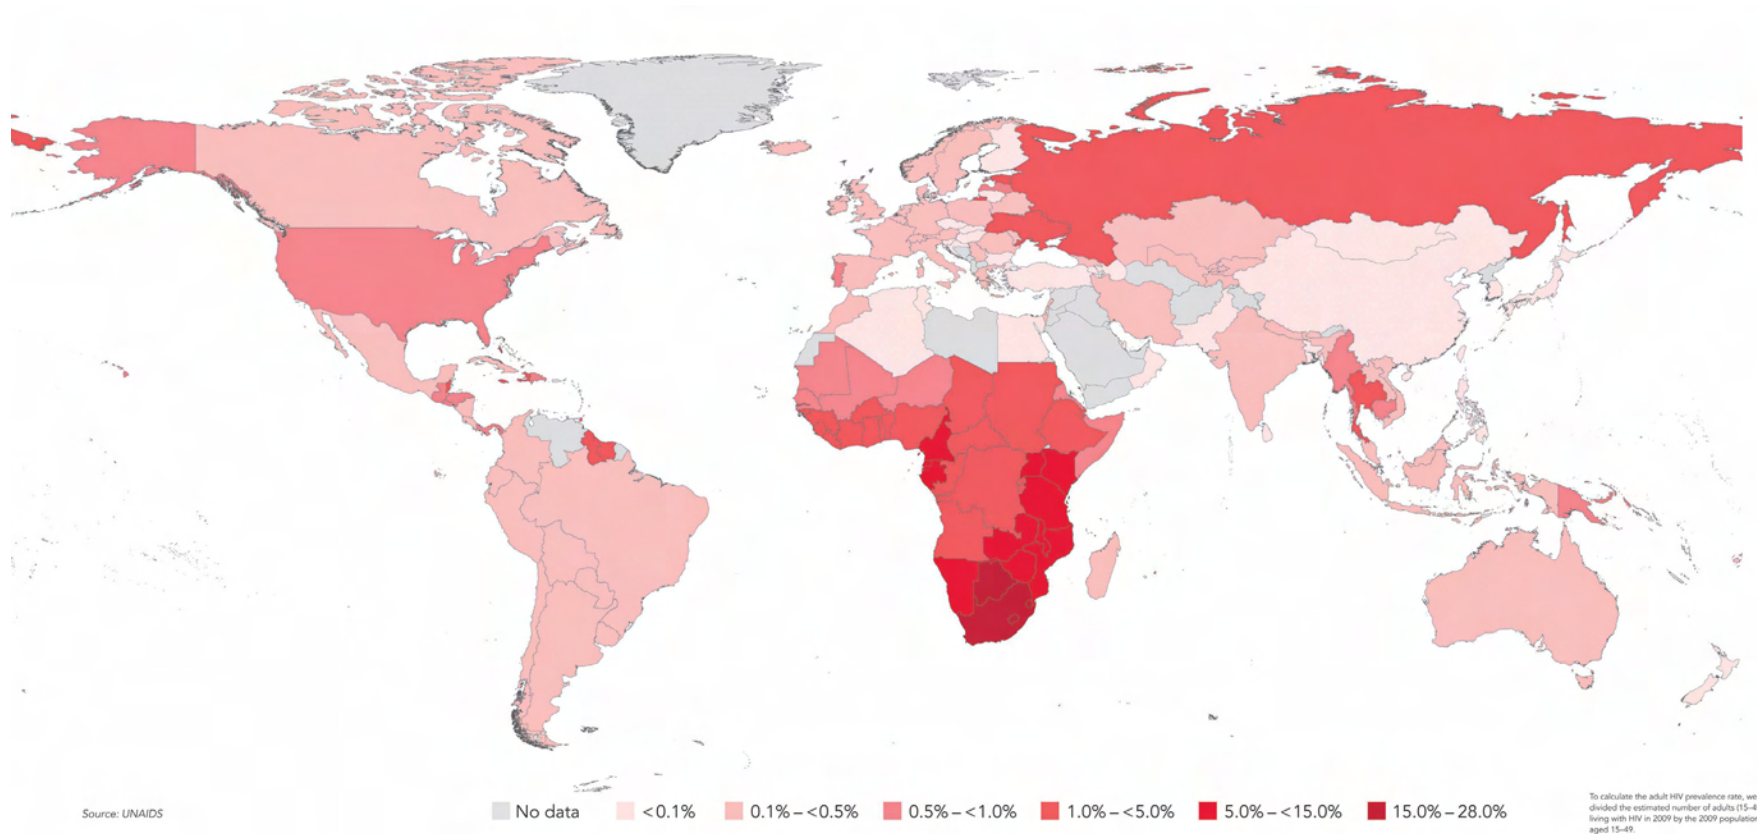 Source: UNAIDS
No data
<0.1%
0.1% – <0.5%
0.5% – <1.0%
1.0% – <5.0%
5.0% – <15.0%
15.0% – 28.0%
To calculate the adult HIV prevalence rate, we
divided the estimated number of adults (15–4
living with HIV in 2009 by the 2009 population
aged 15–49.